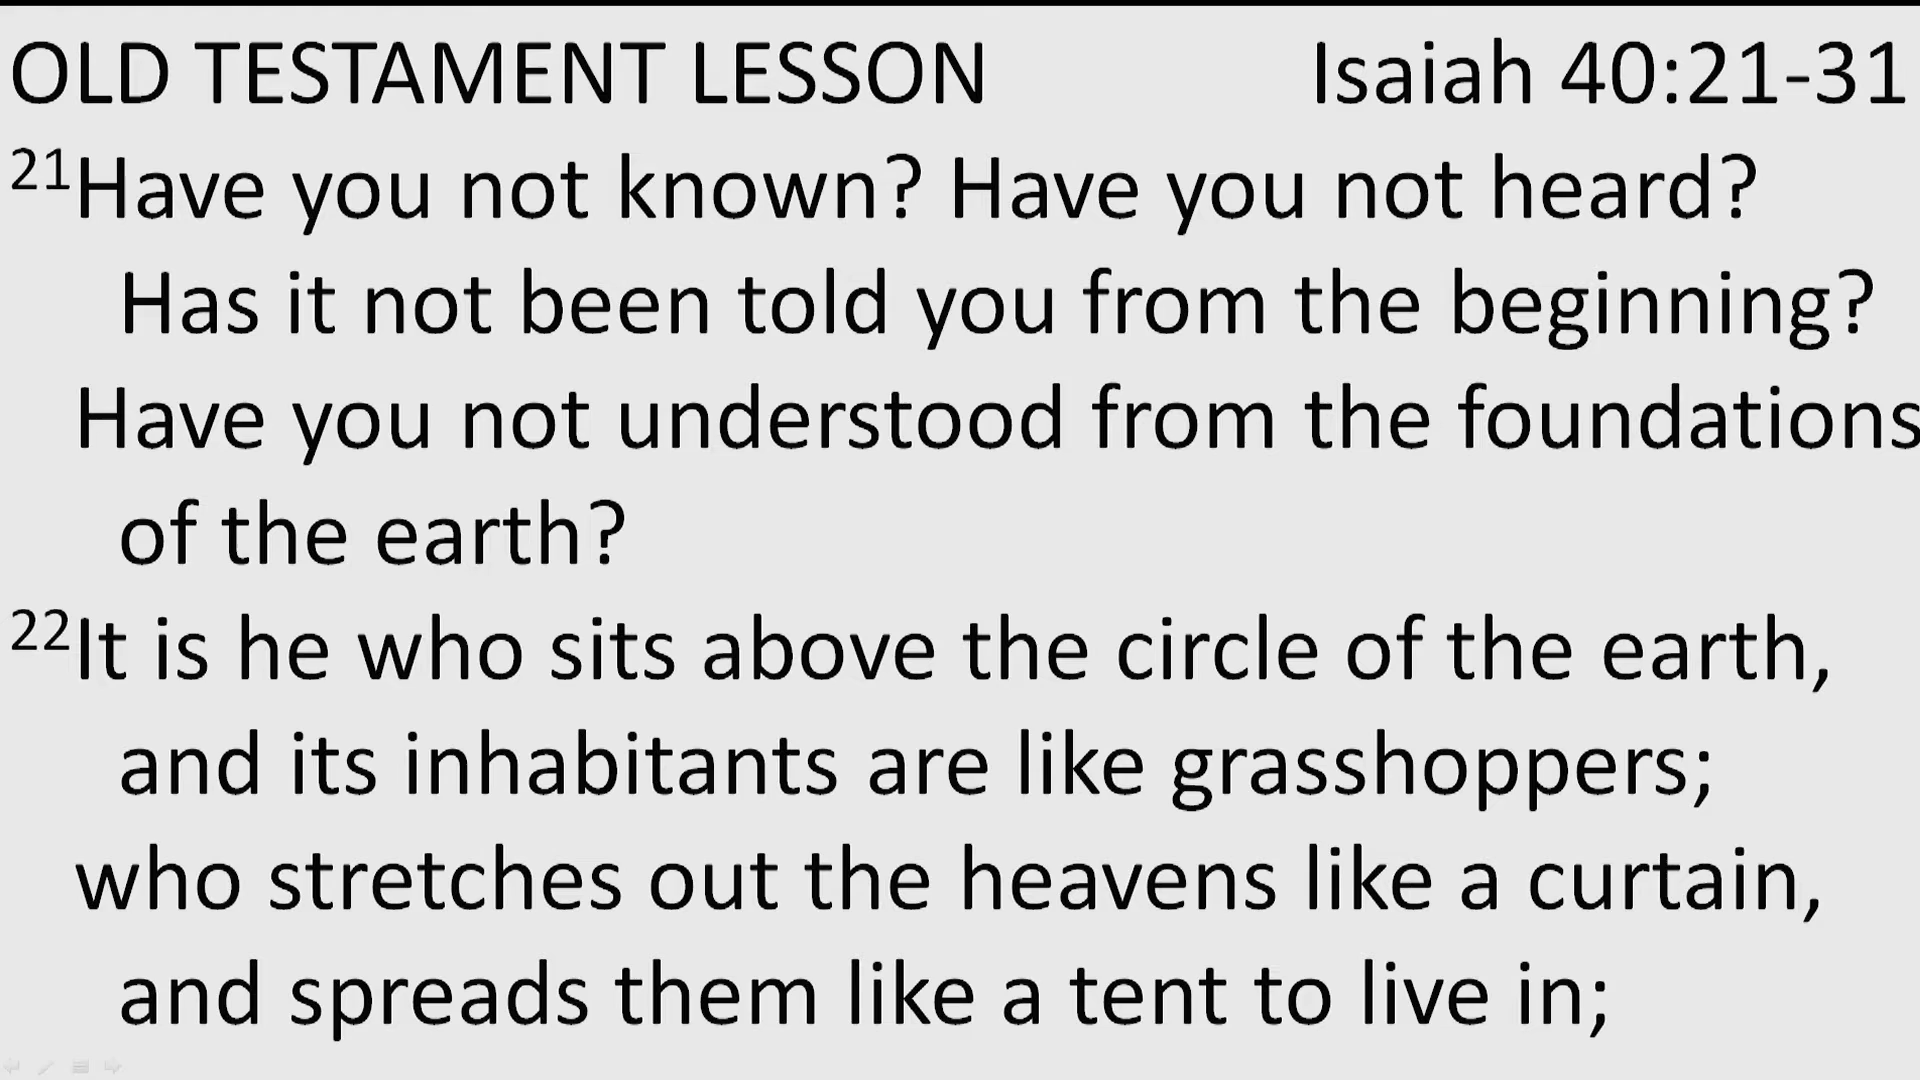 OLD TESTAMENT LESSON Isaiah 40:21-31
21Have you not known? Have you not heard?
Has it not been told you from the beginning?
Have you not understood from the foundations
of the earth?
22It is he who sits above the circle of the earth,
and its inhabitants are like grasshoppers;
who stretches out the heavens like a curtain,
and spreads them like a tent to live in;